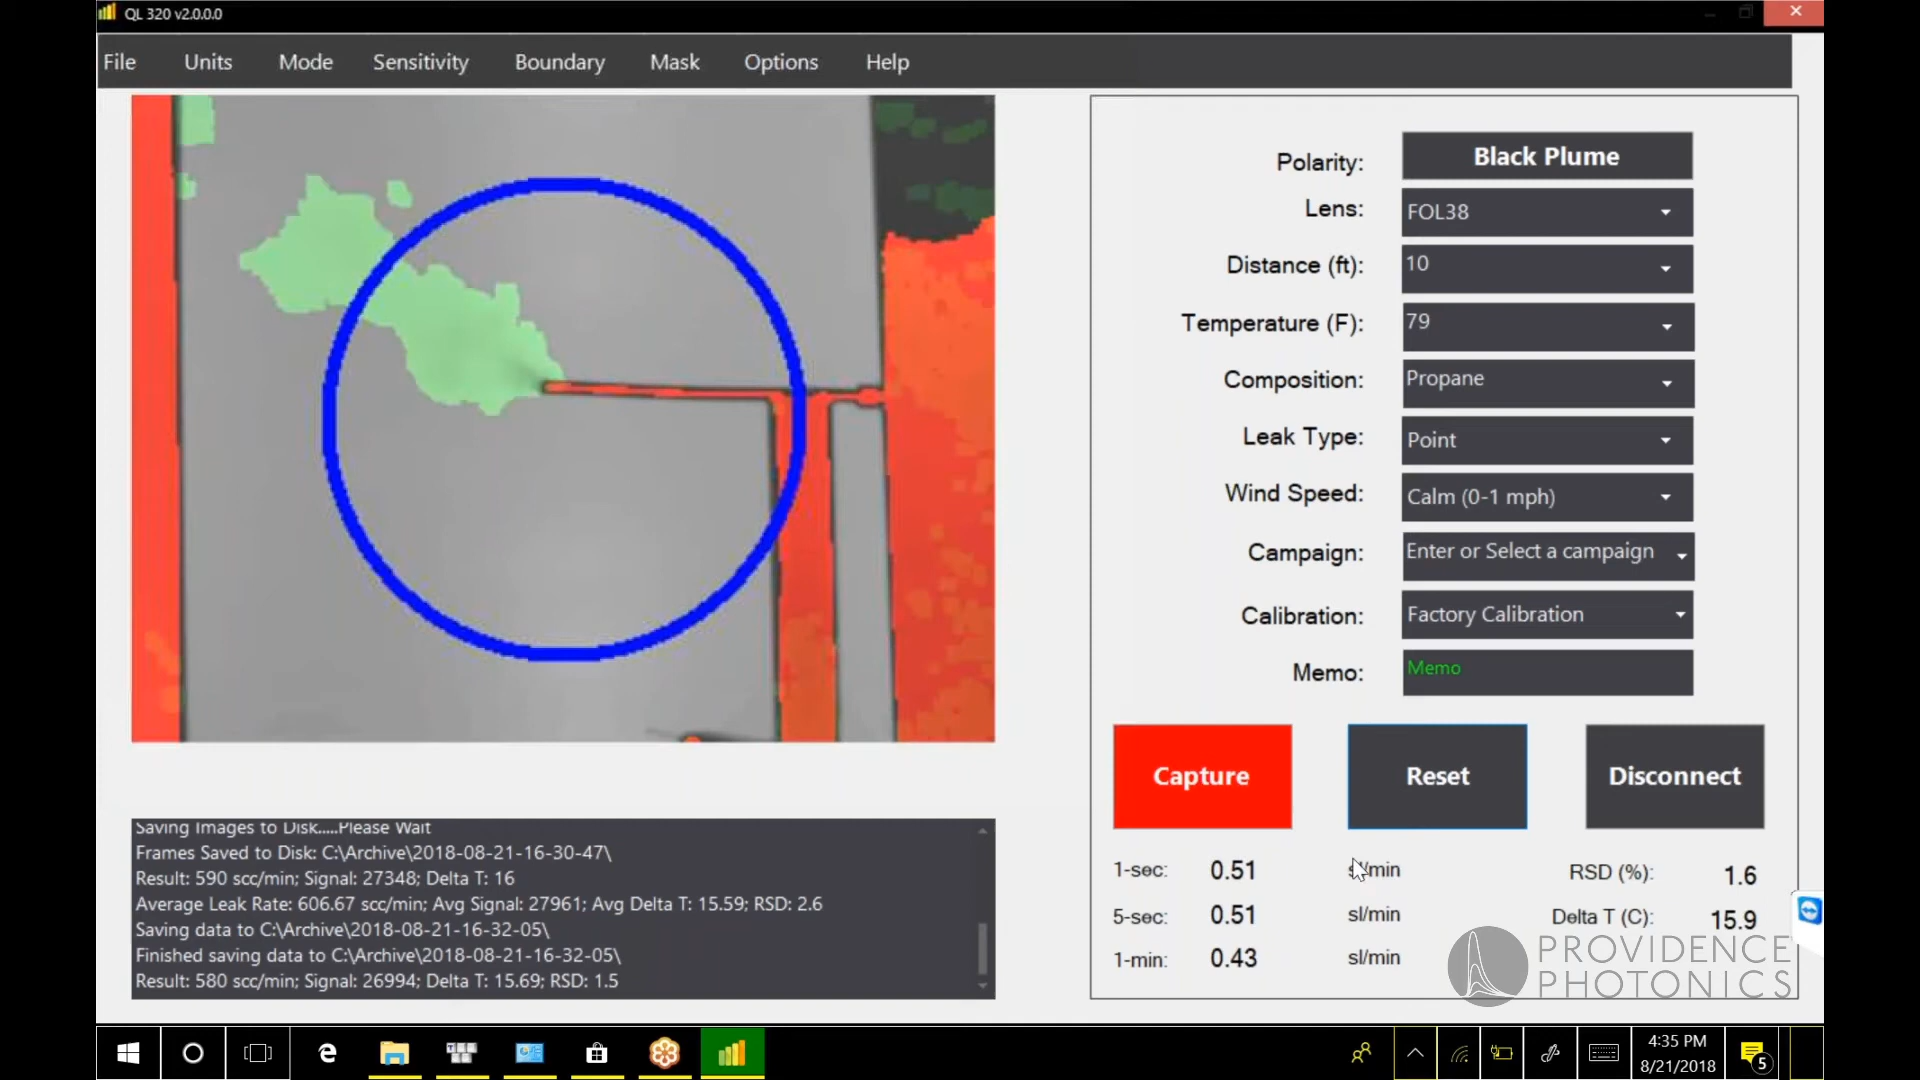 QL 320 v2.0.0.0
File Units Mode Sensitivity Boundary Mask Options Help
Polarity: Black Plume
Lens: FOL38
Distance (ft): 10
Temperature (F): 79
Composition: Propane
Leak Type: Point
Wind Speed: Calm (0-1 mph)
Campaign: Enter or Select a campaign
Calibration: Factory Calibration
Memo: Memo
Capture Reset Disconnect
Saving Images to Disk.....Please Wait
Frames Saved to Disk: C:\Archive\2018-08-21-16-30-47\
Result: 590 scc/min; Signal: 27348; Delta T: 16
Average Leak Rate: 606.67 scc/min; Avg Signal: 27961; Avg Delta T: 15.59; RSD: 2.6
Saving data to C:\Archive\2018-08-21-16-32-05\
Finished saving data to C:\Archive\2018-08-21-16-32-05\
Result: 580 scc/min; Signal: 26994; Delta T: 15.69; RSD: 1.5
1-sec: 0.51 sl/min RSD (%): 1.6
5-sec: 0.51 sl/min Delta T (C): 15.9
1-min: 0.43 sl/min
PROVIDENCE
PHOTONICS
4:35 PM
8/21/2018
5